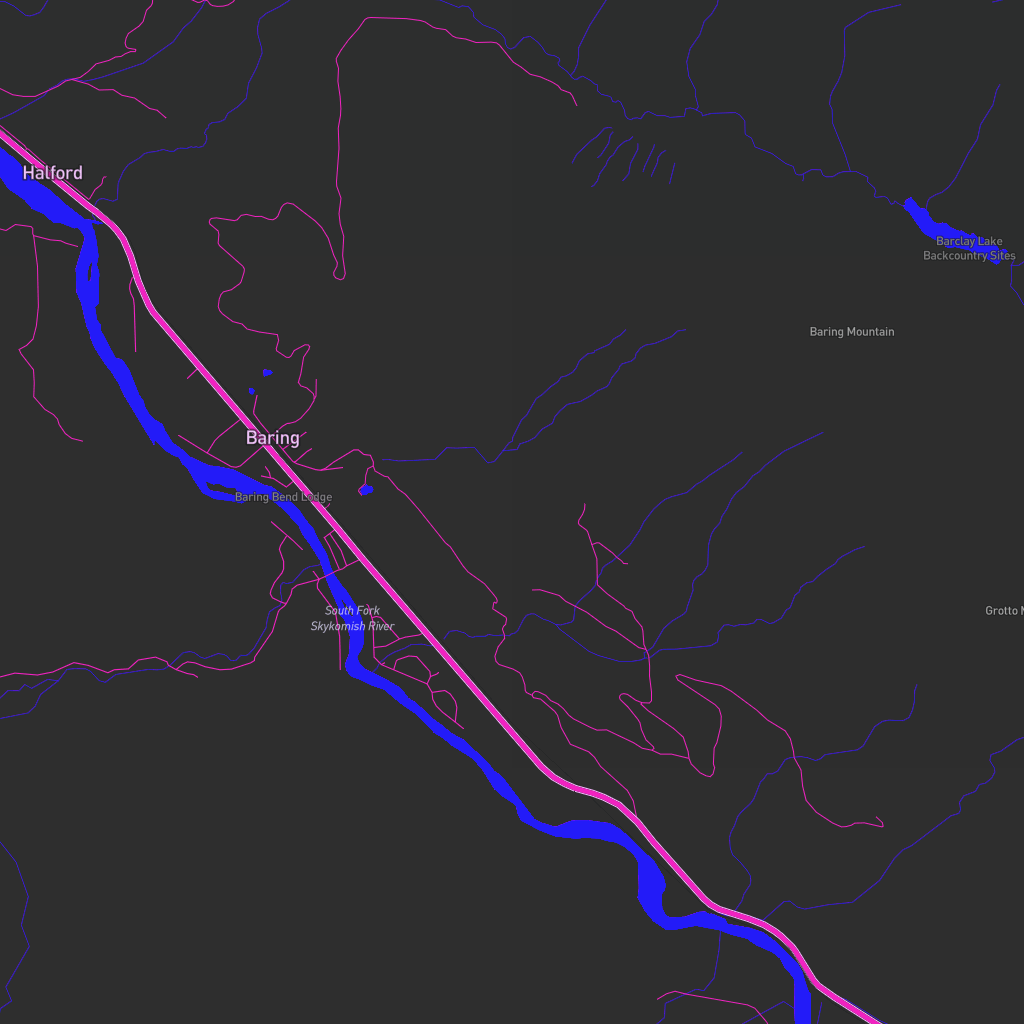 Halford
Barclay Lake
Backcountry Sites
Baring Mountain
Baring
Baring Bend Lodge
South Fork
Skykomish River
Grotto M